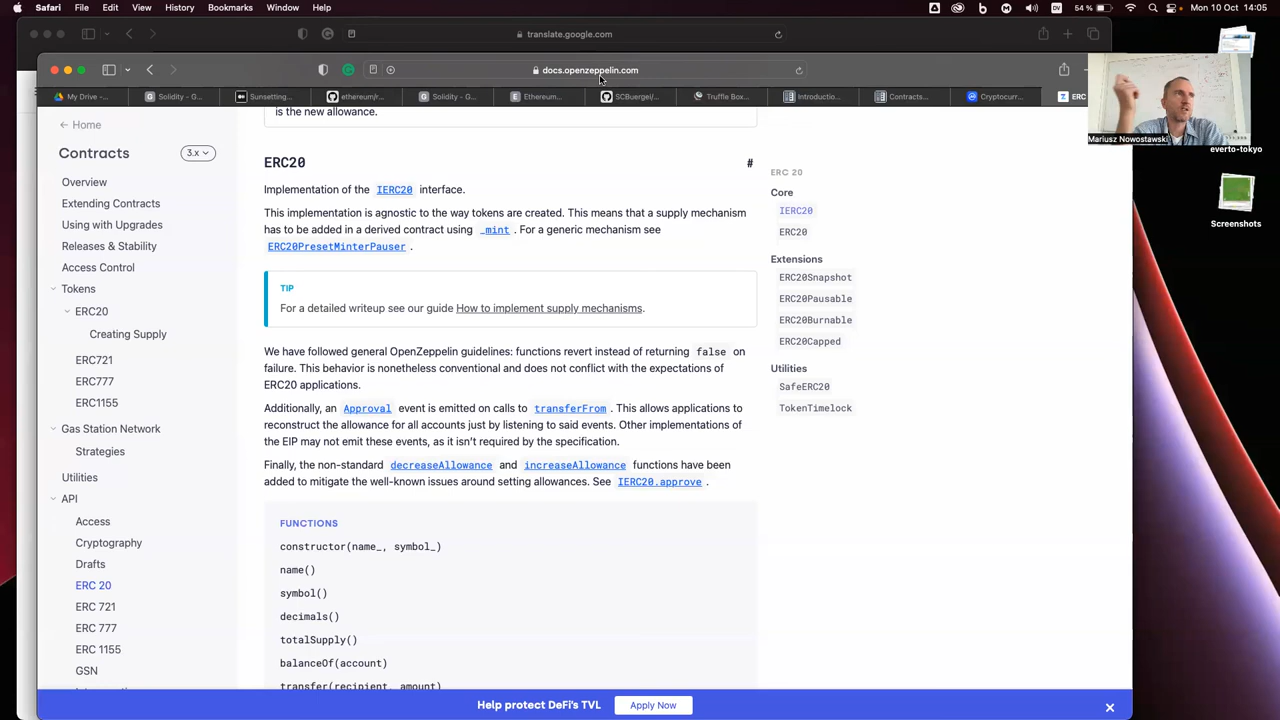 Safari File Edit View History Bookmarks Window Help
54 % Mon 10 Oct 14:05
translate.google.com
docs.openzeppelin.com
My Drive -... Solidity - G... Sunsetting... ethereum/r... Solidity - G... Ethereum... SCBuergei/... Truffle Box... Introductio... Contracts... Cryptocurr... ERC
Mariusz Nowostawski
everto-tokyo
Screenshots
← Home
Contracts 3.x
Overview
Extending Contracts
Using with Upgrades
Releases & Stability
Access Control
Tokens
ERC20
Creating Supply
ERC721
ERC777
ERC1155
Gas Station Network
Strategies
Utilities
API
Access
Cryptography
Drafts
ERC 20
ERC 721
ERC 777
ERC 1155
GSN
is the new allowance.
ERC20 #
Implementation of the IERC20 interface.
This implementation is agnostic to the way tokens are created. This means that a supply mechanism
has to be added in a derived contract using _mint . For a generic mechanism see
ERC20PresetMinterPauser .
TIP
For a detailed writeup see our guide How to implement supply mechanisms.
We have followed general OpenZeppelin guidelines: functions revert instead of returning false on
failure. This behavior is nonetheless conventional and does not conflict with the expectations of
ERC20 applications.
Additionally, an Approval event is emitted on calls to transferFrom . This allows applications to
reconstruct the allowance for all accounts just by listening to said events. Other implementations of
the EIP may not emit these events, as it isn't required by the specification.
Finally, the non-standard decreaseAllowance and increaseAllowance functions have been
added to mitigate the well-known issues around setting allowances. See IERC20.approve .
FUNCTIONS
constructor(name_, symbol_)
name()
symbol()
decimals()
totalSupply()
balanceOf(account)
transfer(recipient, amount)
ERC 20
Core
IERC20
ERC20
Extensions
ERC20Snapshot
ERC20Pausable
ERC20Burnable
ERC20Capped
Utilities
SafeERC20
TokenTimelock
Help protect DeFi's TVL Apply Now